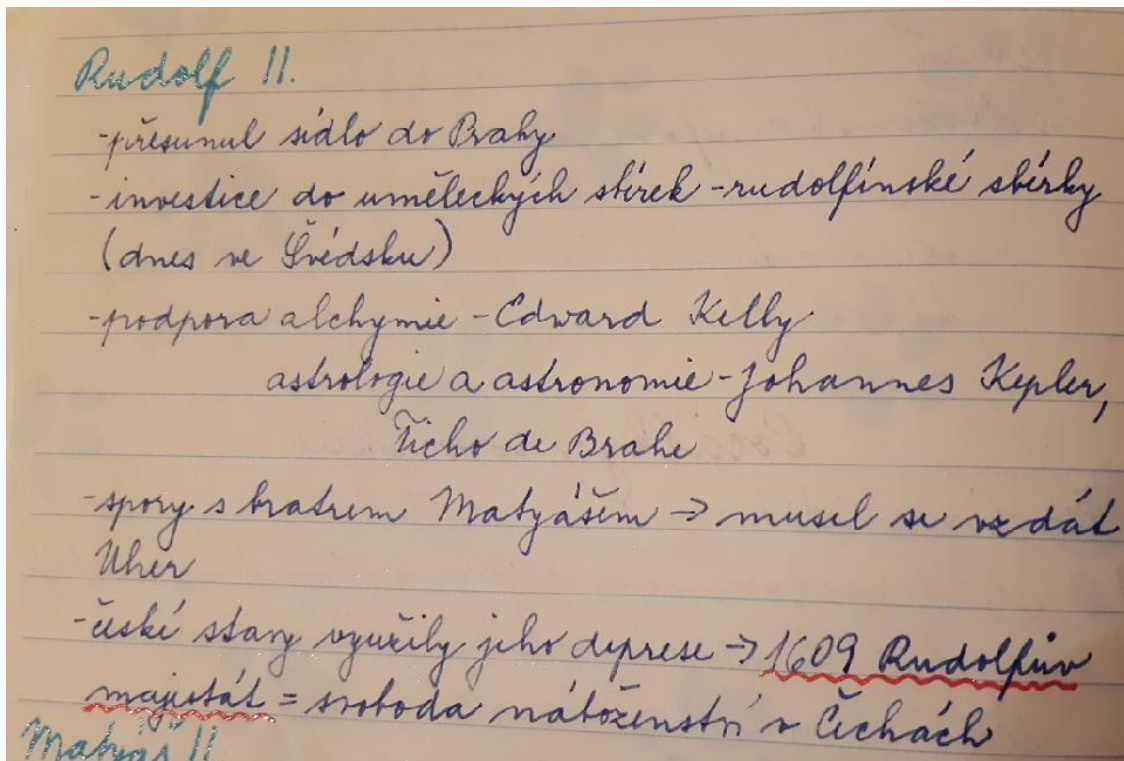 Rudolf II.
-přesunul sídlo do Prahy
-investice do uměleckých sbírek -rudolfínské sbírky
(dnes ve Švédsku)
-podpora alchymie -Edward Kelly
astrologie a astronomie -Johannes Kepler,
Ticho de Brahe
-spory s bratrem Matyášem → musel se vzdát
Uher
-české stavy využily jeho deprese → 1609 Rudolfův
majestát = svoboda náboženství v Čechách
Matyáš II